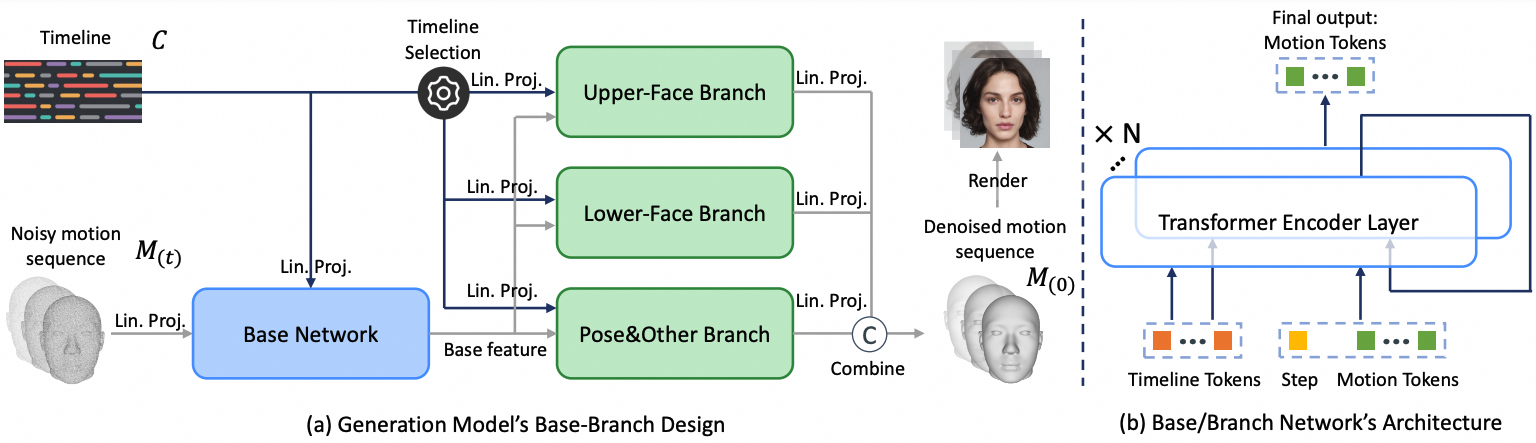 Timeline
C
Timeline
Selection
Lin. Proj.
Upper-Face Branch
Lin. Proj.
Lin. Proj.
Lower-Face Branch
Lin. Proj.
Noisy motion
sequence
M(t)
Lin. Proj.
Lin. Proj.
Base Network
Base feature
Lin. Proj.
Pose&Other Branch
Lin. Proj.
C
Combine
Render
Denoised motion
sequence
M(0)
(a) Generation Model's Base-Branch Design
Final output:
Motion Tokens
× N
Transformer Encoder Layer
Timeline Tokens
Step
Motion Tokens
(b) Base/Branch Network's Architecture